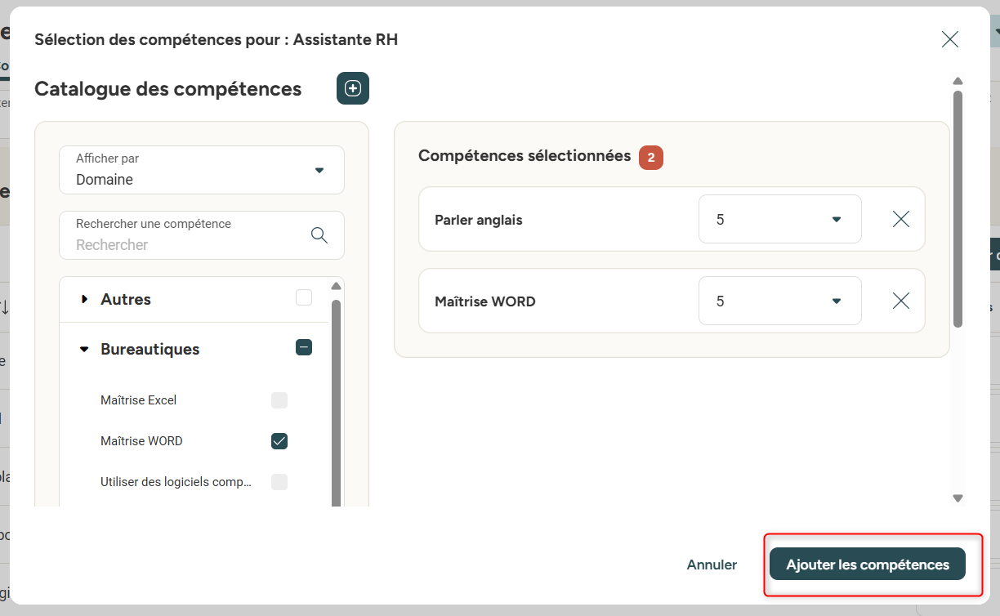 Sélection des compétences pour : Assistante RH
Catalogue des compétences
Afficher par
Domaine
Rechercher une compétence
Rechercher
Autres
Bureautiques
Maîtrise Excel
Maîtrise WORD
Utiliser des logiciels comp...
Compétences sélectionnées 2
Parler anglais 5
Maîtrise WORD 5
Annuler
Ajouter les compétences